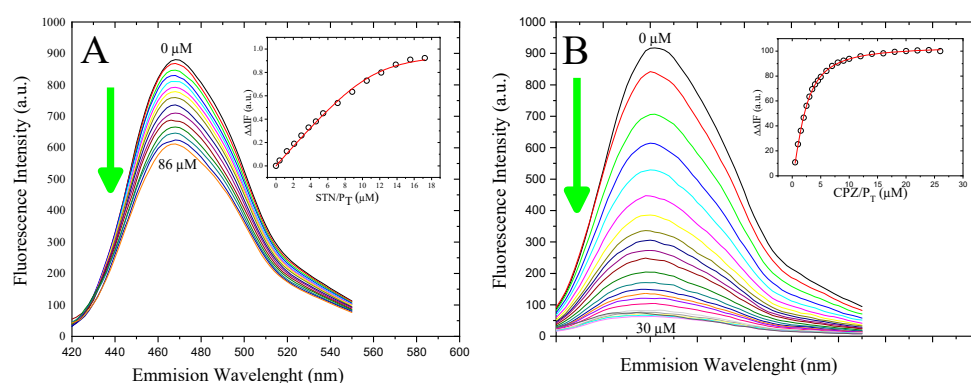 A
0 µM
86 µM
Fluorescence Intensity (a.u.)
1000
900
800
700
600
500
400
300
200
100
0
420 440 460 480 500 520 540 560 580 600
Emmision Wavelenght (nm)
ΔΔIF (a.u.)
1.0
0.8
0.6
0.4
0.2
0.0
0 2 4 6 8 10 12 14 16 18
STN/PT (µM)
B
0 µM
30 µM
Fluorescence Intensity (a.u.)
1000
900
800
700
600
500
400
300
200
100
0
Emmision Wavelenght (nm)
ΔΔIF (a.u.)
100
80
60
40
20
0
0 5 10 15 20 25 30
CPZ/PT (µM)